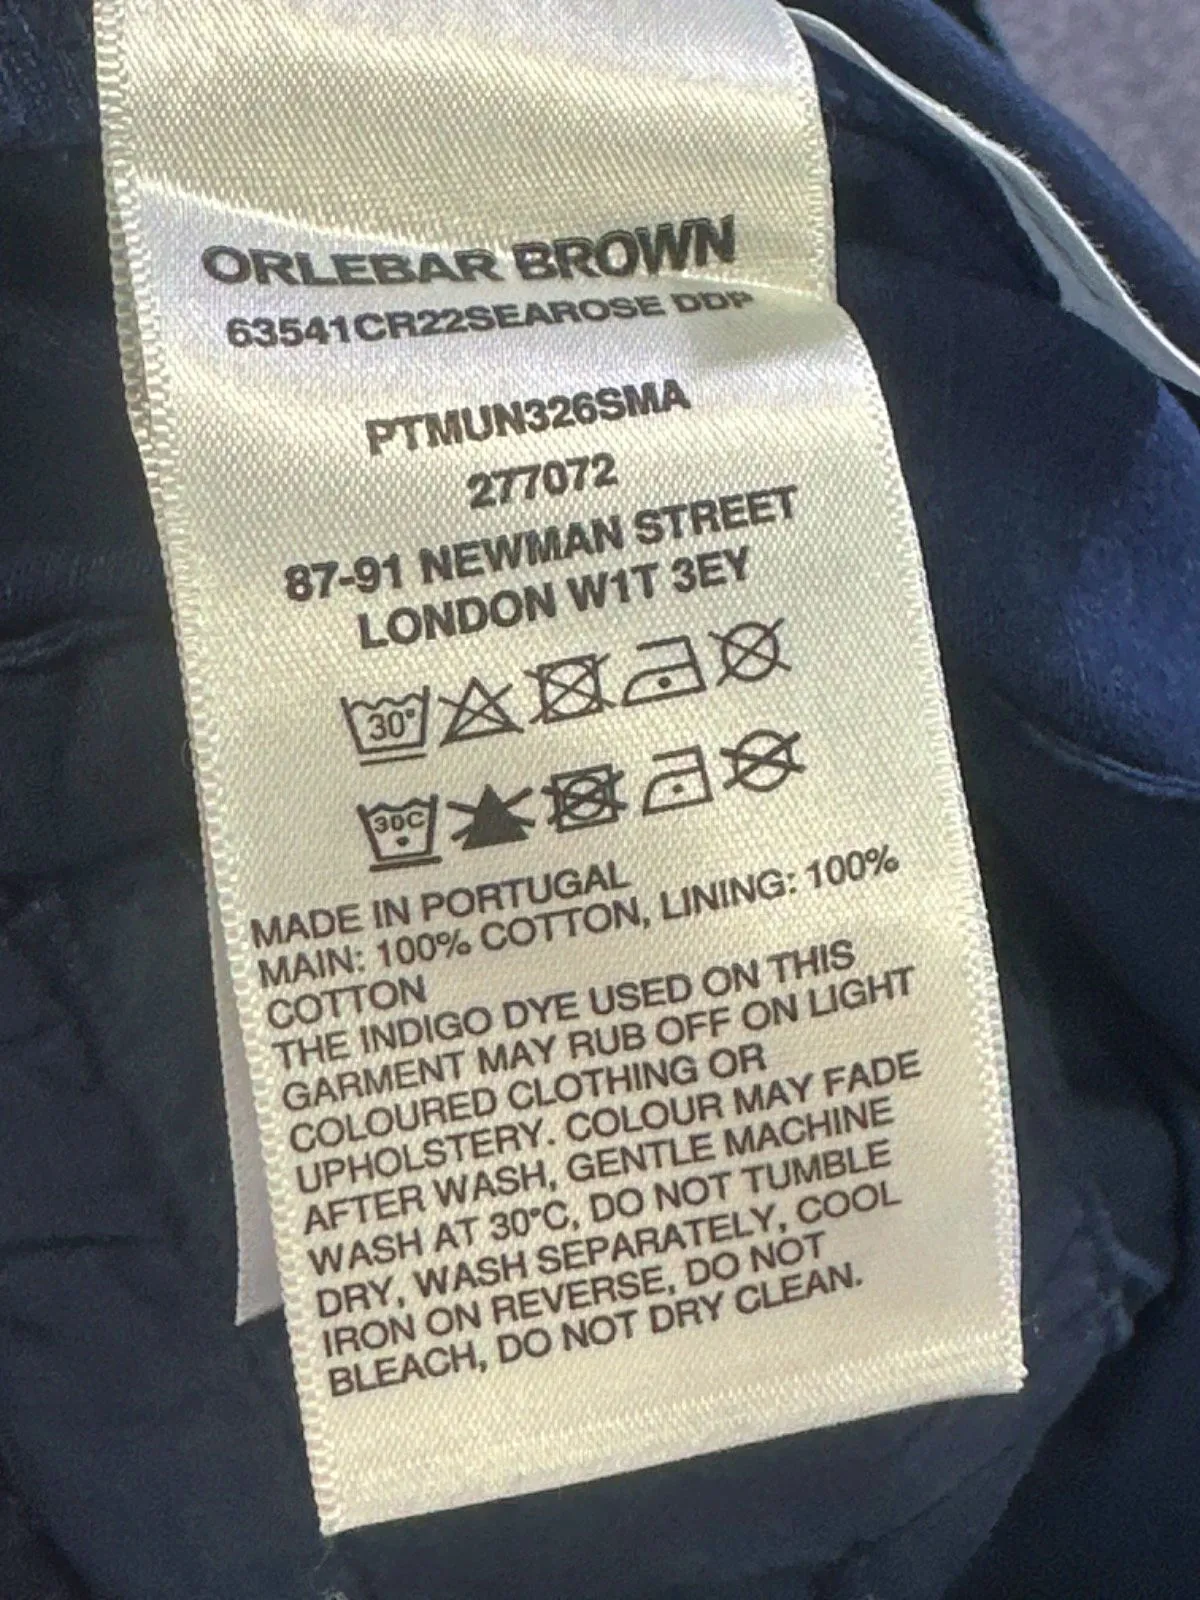 ORLEBAR BROWN
63541CR22SEAROSE DDP
PTMUN326SMA
277072
87-91 NEWMAN STREET
LONDON W1T 3EY
30°
30C
MADE IN PORTUGAL
MAIN: 100% COTTON, LINING: 100%
COTTON
THE INDIGO DYE USED ON THIS
GARMENT MAY RUB OFF ON LIGHT
COLOURED CLOTHING OR
UPHOLSTERY. COLOUR MAY FADE
AFTER WASH, GENTLE MACHINE
WASH AT 30°C, DO NOT TUMBLE
DRY, WASH SEPARATELY, COOL
IRON ON REVERSE, DO NOT
BLEACH, DO NOT DRY CLEAN.